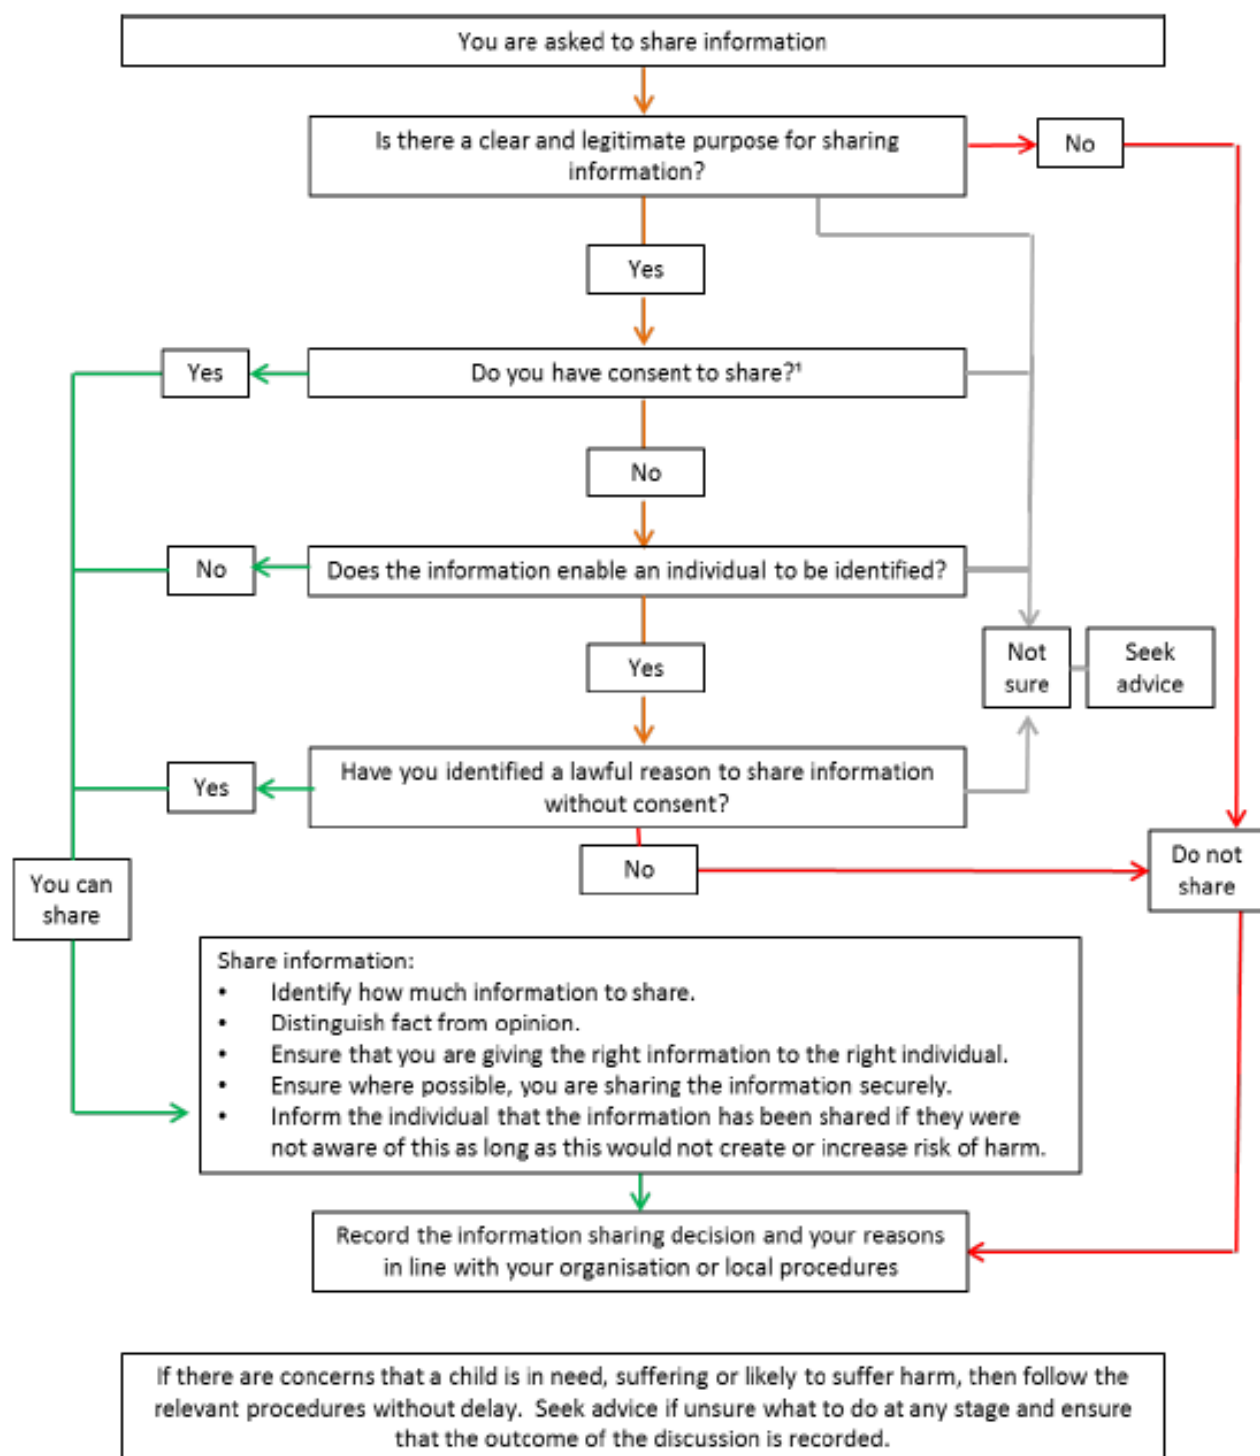 You are asked to share information
Is there a clear and legitimate purpose for sharing
information?
No
Yes
Yes
Do you have consent to share?¹
No
No
Does the information enable an individual to be identified?
Not
sure
Seek
advice
Yes
Yes
Have you identified a lawful reason to share information
without consent?
No
Do not
share
You can
share
Share information:
• Identify how much information to share.
• Distinguish fact from opinion.
• Ensure that you are giving the right information to the right individual.
• Ensure where possible, you are sharing the information securely.
• Inform the individual that the information has been shared if they were
not aware of this as long as this would not create or increase risk of harm.
Record the information sharing decision and your reasons
in line with your organisation or local procedures
If there are concerns that a child is in need, suffering or likely to suffer harm, then follow the
relevant procedures without delay. Seek advice if unsure what to do at any stage and ensure
that the outcome of the discussion is recorded.